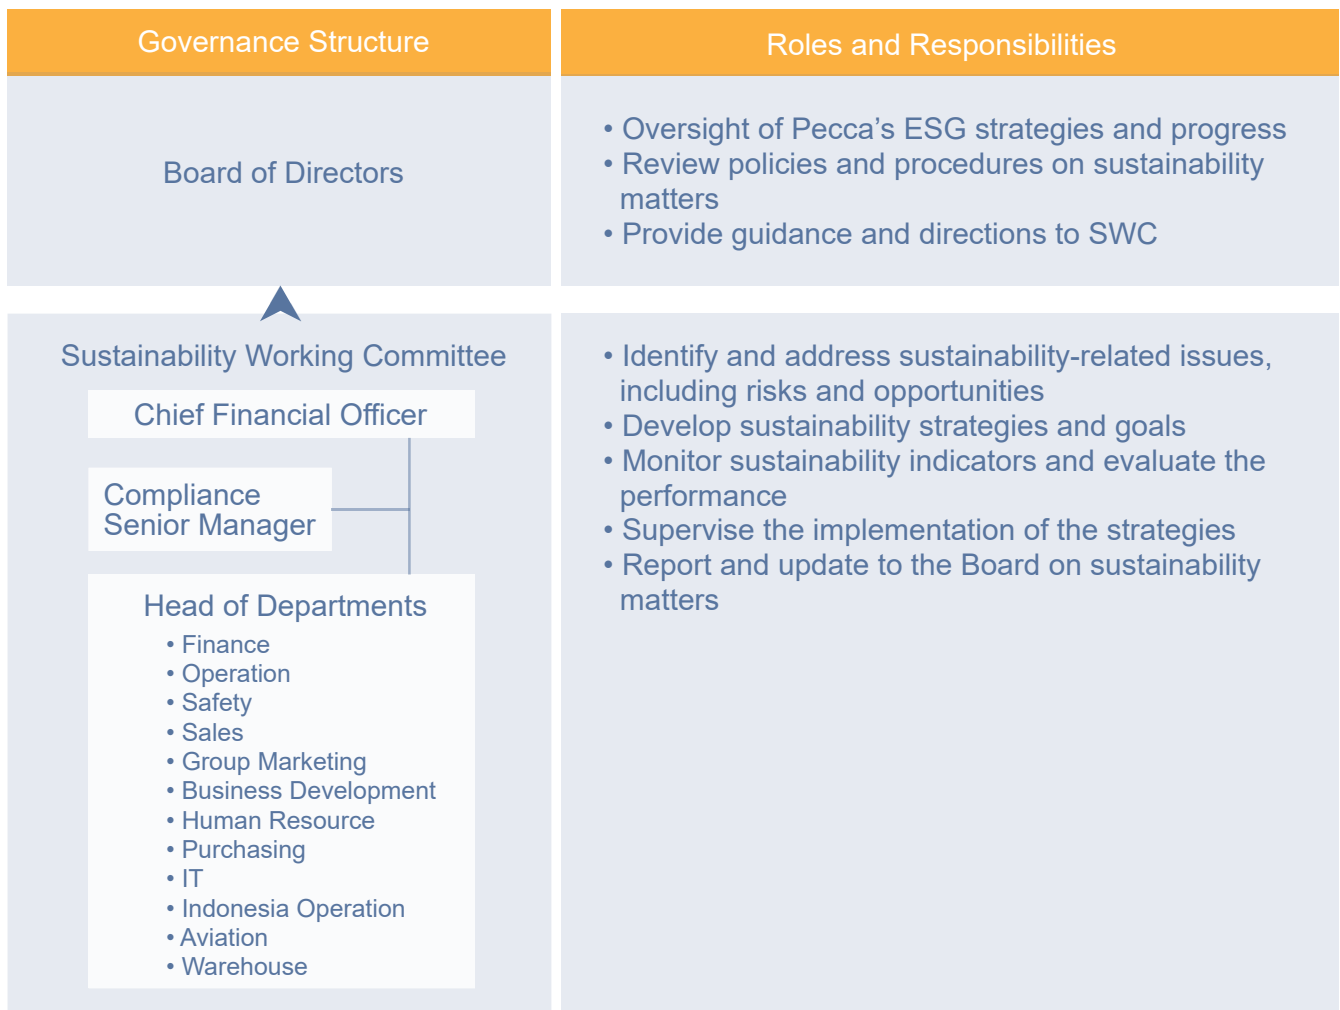 Governance Structure
Roles and Responsibilities
Board of Directors
• Oversight of Pecca’s ESG strategies and progress
• Review policies and procedures on sustainability
matters
• Provide guidance and directions to SWC
Sustainability Working Committee
Chief Financial Officer
Compliance
Senior Manager
Head of Departments
• Finance
• Operation
• Safety
• Sales
• Group Marketing
• Business Development
• Human Resource
• Purchasing
• IT
• Indonesia Operation
• Aviation
• Warehouse
• Identify and address sustainability-related issues,
including risks and opportunities
• Develop sustainability strategies and goals
• Monitor sustainability indicators and evaluate the
performance
• Supervise the implementation of the strategies
• Report and update to the Board on sustainability
matters